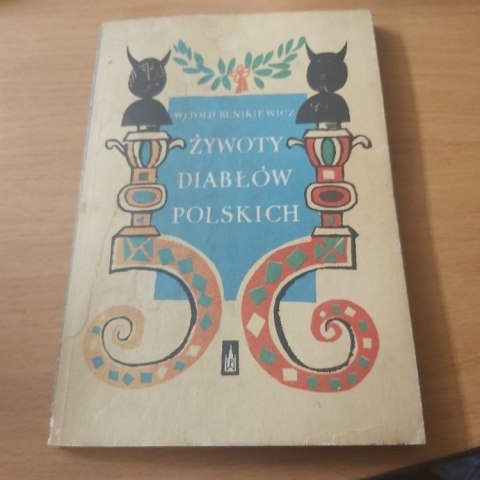 WITOLD BUNIKIEWICZ
ŻYWOTY
DIABŁÓW
POLSKICH